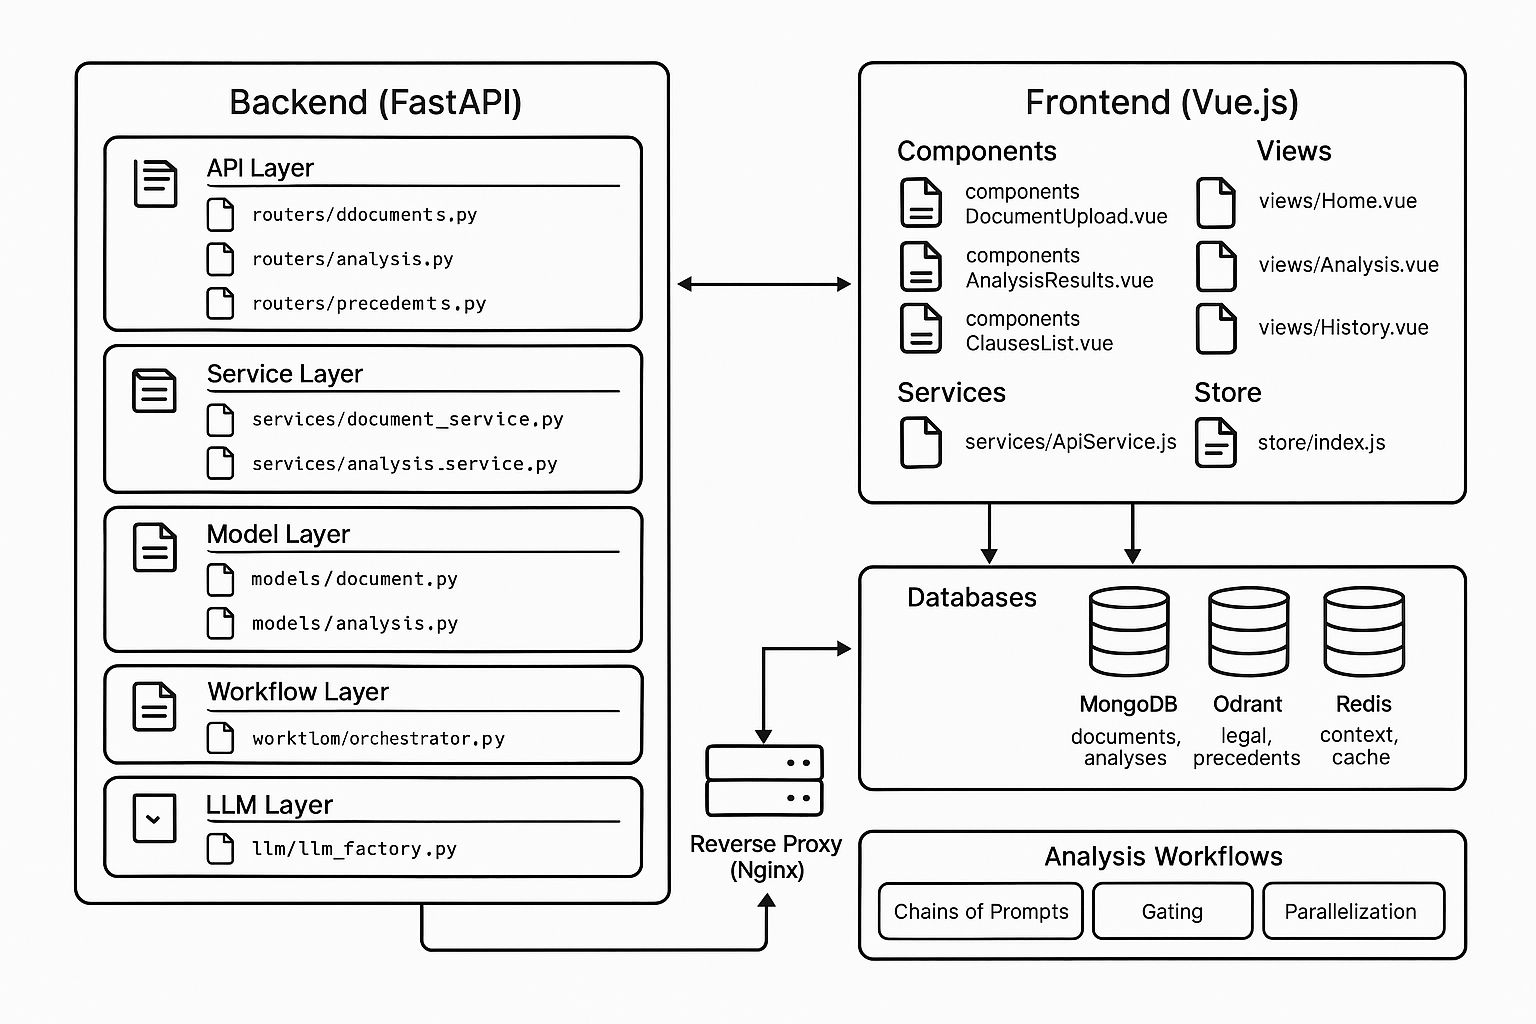 Backend (FastAPI)
API Layer
routers/ddocuments.py
routers/analysis.py
routers/precedemts.py
Service Layer
services/document_service.py
services/analysis.service.py
Model Layer
models/document.py
models/analysis.py
Workflow Layer
worktlom/orchestrator.py
LLM Layer
llm/llm_factory.py
Reverse Proxy
(Nginx)
Frontend (Vue.js)
Components
components
DocumentUpload.vue
components
AnalysisResults.vue
components
ClausesList.vue
Views
views/Home.vue
views/Analysis.vue
views/History.vue
Services
services/ApiService.js
Store
store/index.js
Databases
MongoDB
documents,
analyses
Odrant
legal,
precedents
Redis
context,
cache
Analysis Workflows
Chains of Prompts
Gating
Parallelization